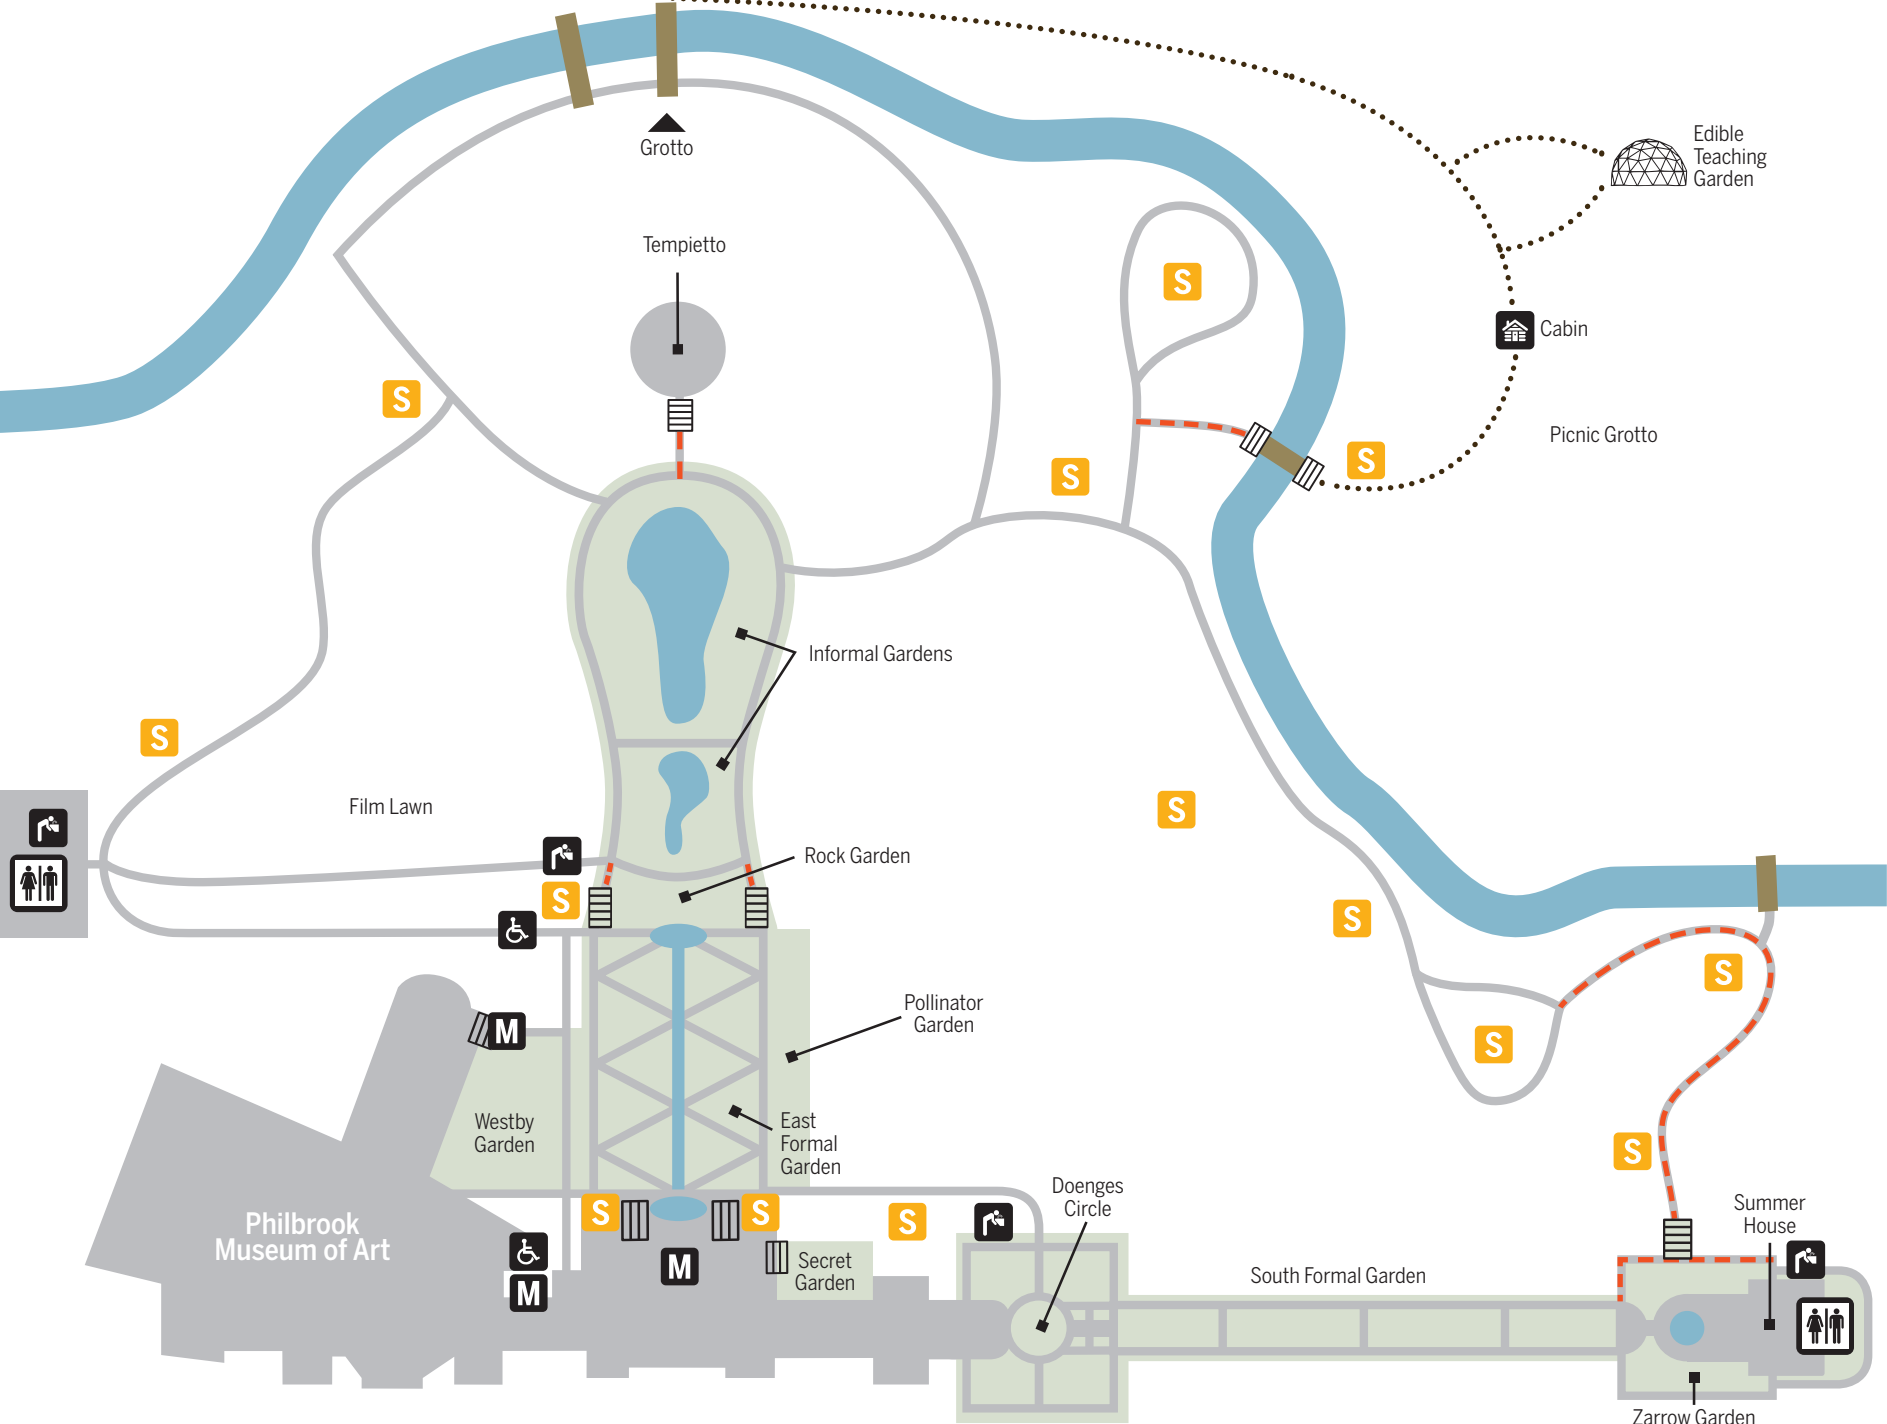 Grotto
Edible
Teaching
Garden
Tempietto
S
Cabin
S
Picnic Grotto
S
S
Informal Gardens
S
Film Lawn
S
Rock Garden
S
S
S
Pollinator
Garden
M
S
Westby
Garden
East
Formal
Garden
S
Doenges
Circle
Summer
House
Philbrook
Museum of Art
S
S
S
M
Secret
Garden
South Formal Garden
M
Zarrow Garden